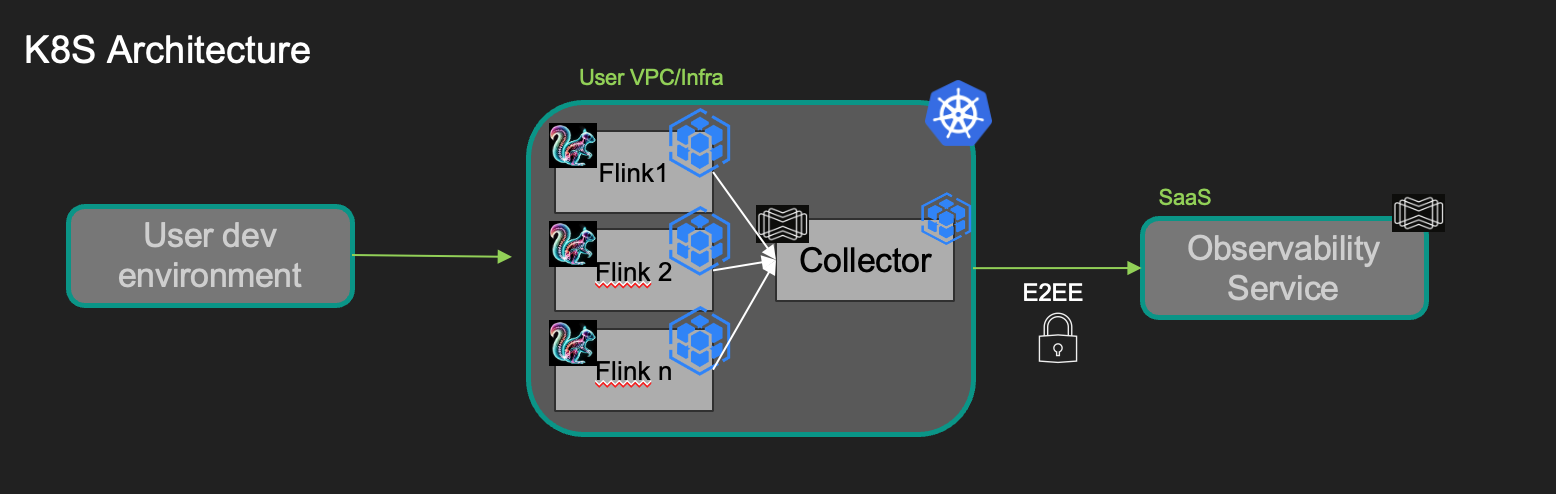 K8S Architecture
User VPC/Infra
Flink1
Flink 2
Flink n
Collector
User dev
environment
E2EE
SaaS
Observability
Service